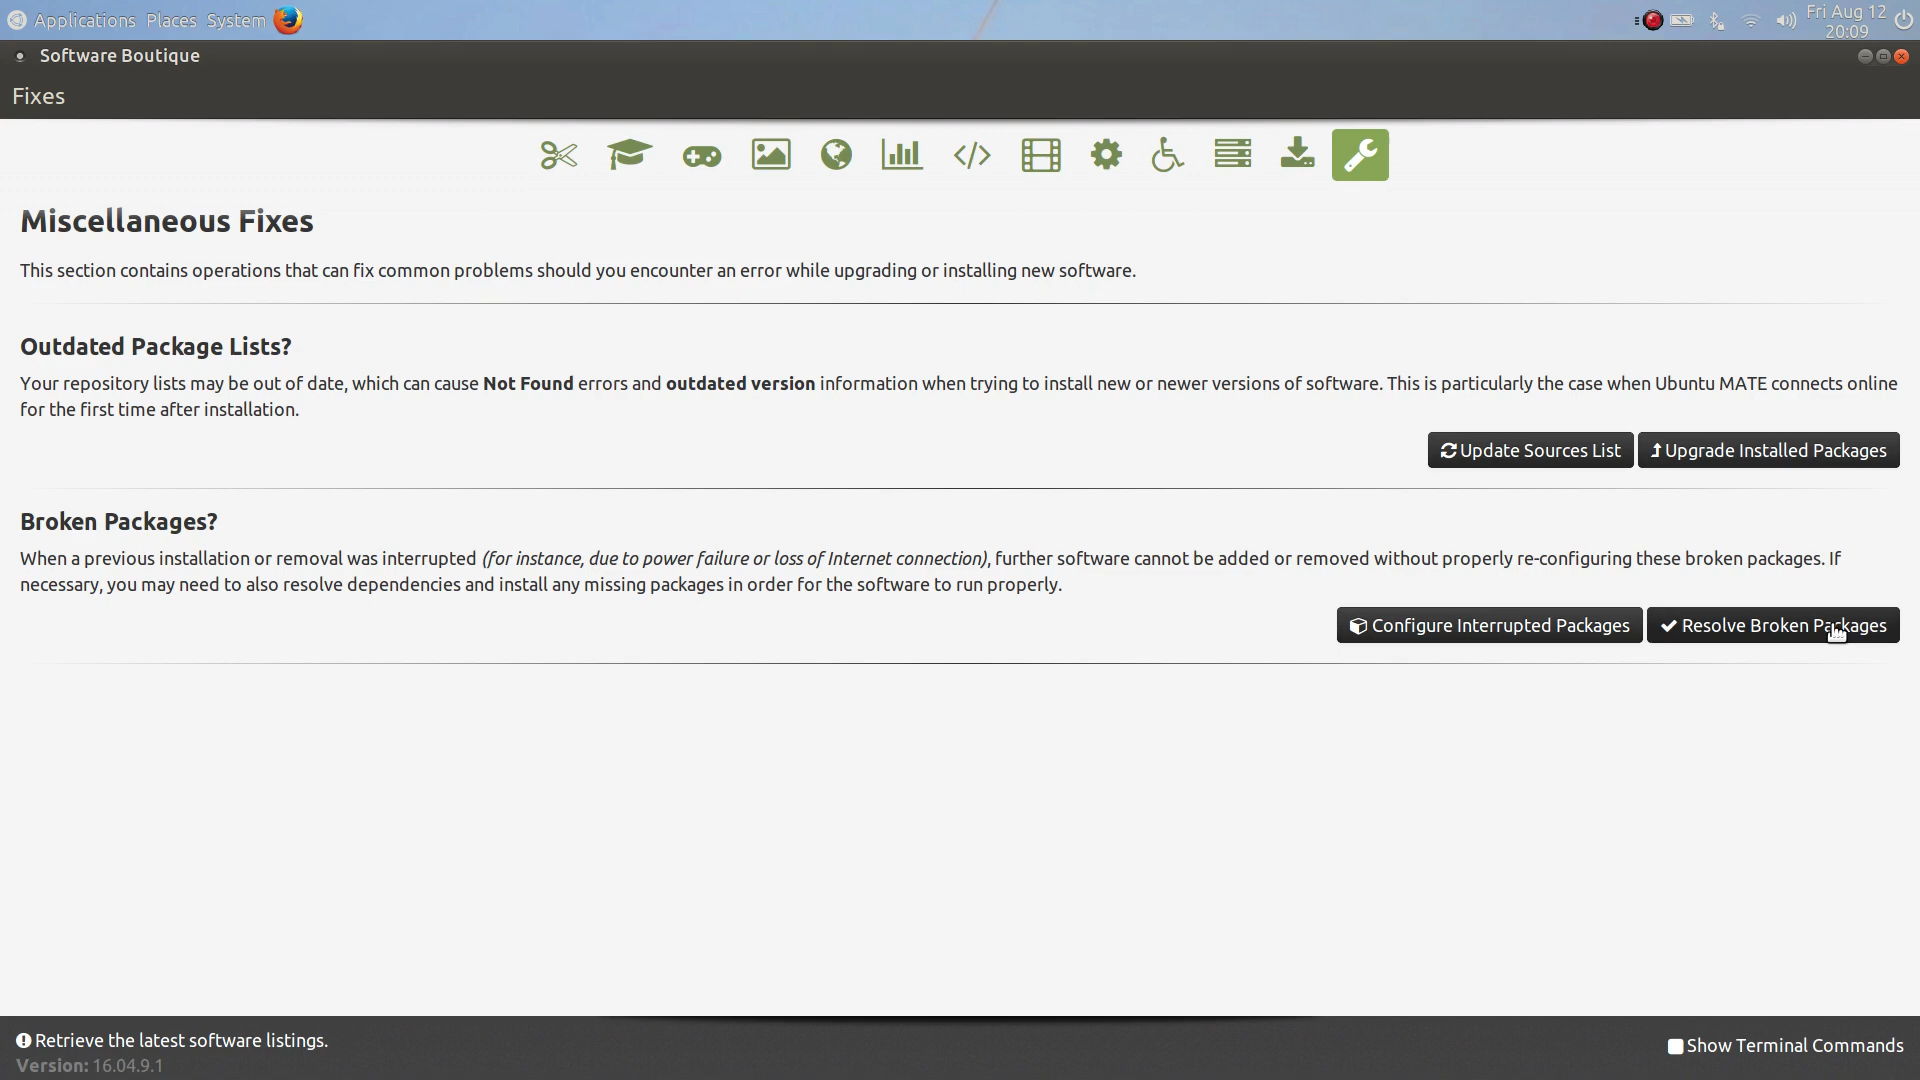 Applications Places System
Fri Aug 12
20:09
Software Boutique
Fixes
Miscellaneous Fixes
This section contains operations that can fix common problems should you encounter an error while upgrading or installing new software.
Outdated Package Lists?
Your repository lists may be out of date, which can cause Not Found errors and outdated version information when trying to install new or newer versions of software. This is particularly the case when Ubuntu MATE connects online
for the first time after installation.
Update Sources List Upgrade Installed Packages
Broken Packages?
When a previous installation or removal was interrupted (for instance, due to power failure or loss of Internet connection), further software cannot be added or removed without properly re-configuring these broken packages. If
necessary, you may need to also resolve dependencies and install any missing packages in order for the software to run properly.
Configure Interrupted Packages Resolve Broken Packages
Retrieve the latest software listings.
Show Terminal Commands
Version: 16.04.9.1